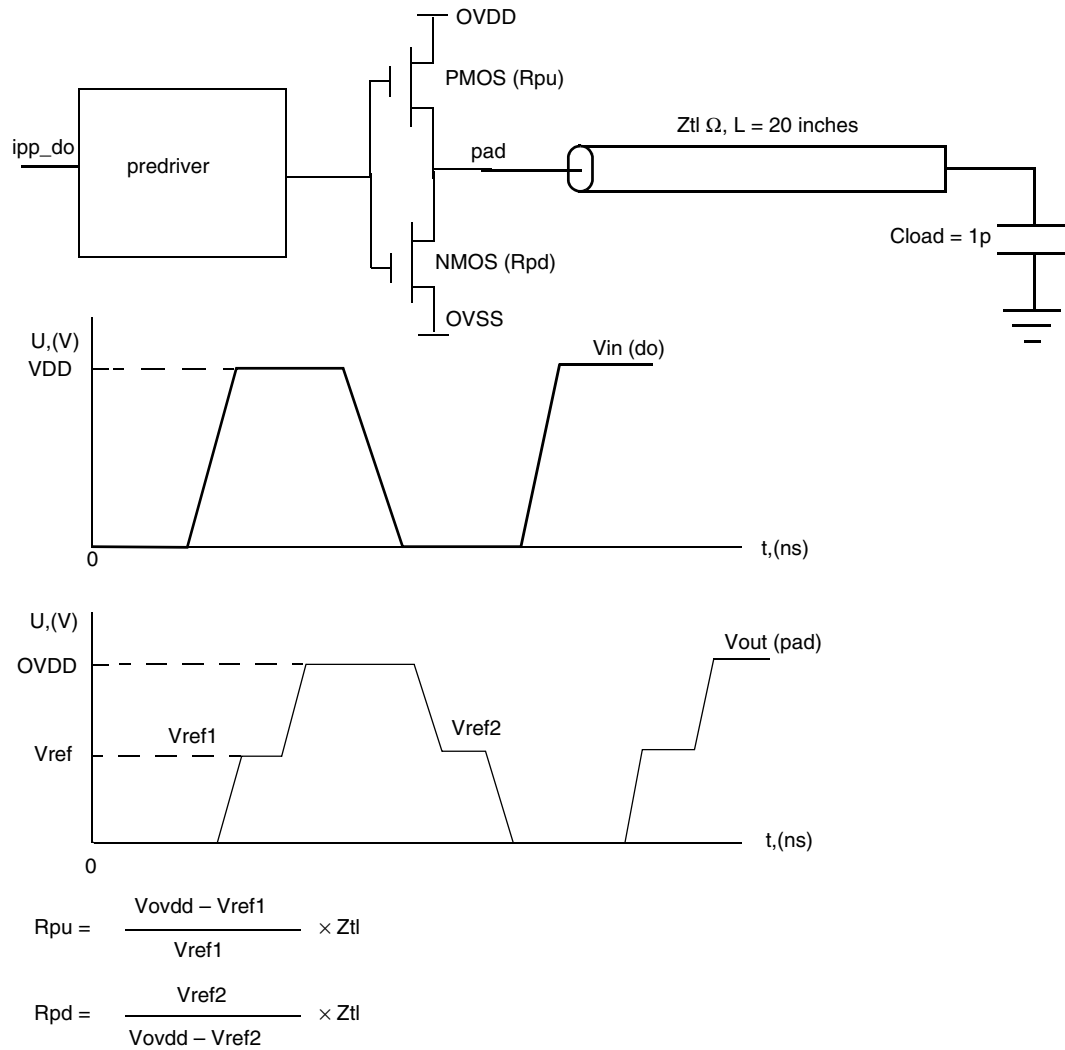 OVDD
PMOS (Rpu)
Ztl Ω, L = 20 inches
ipp_do
predriver
pad
Cload = 1p
NMOS (Rpd)
OVSS
U,(V)
VDD
Vin (do)
0
t,(ns)
U,(V)
OVDD
Vout (pad)
Vref1
Vref2
Vref
t,(ns)
0
Rpu = Vovdd – Vref1 / Vref1 × Ztl
Rpd = Vref2 / Vovdd – Vref2 × Ztl